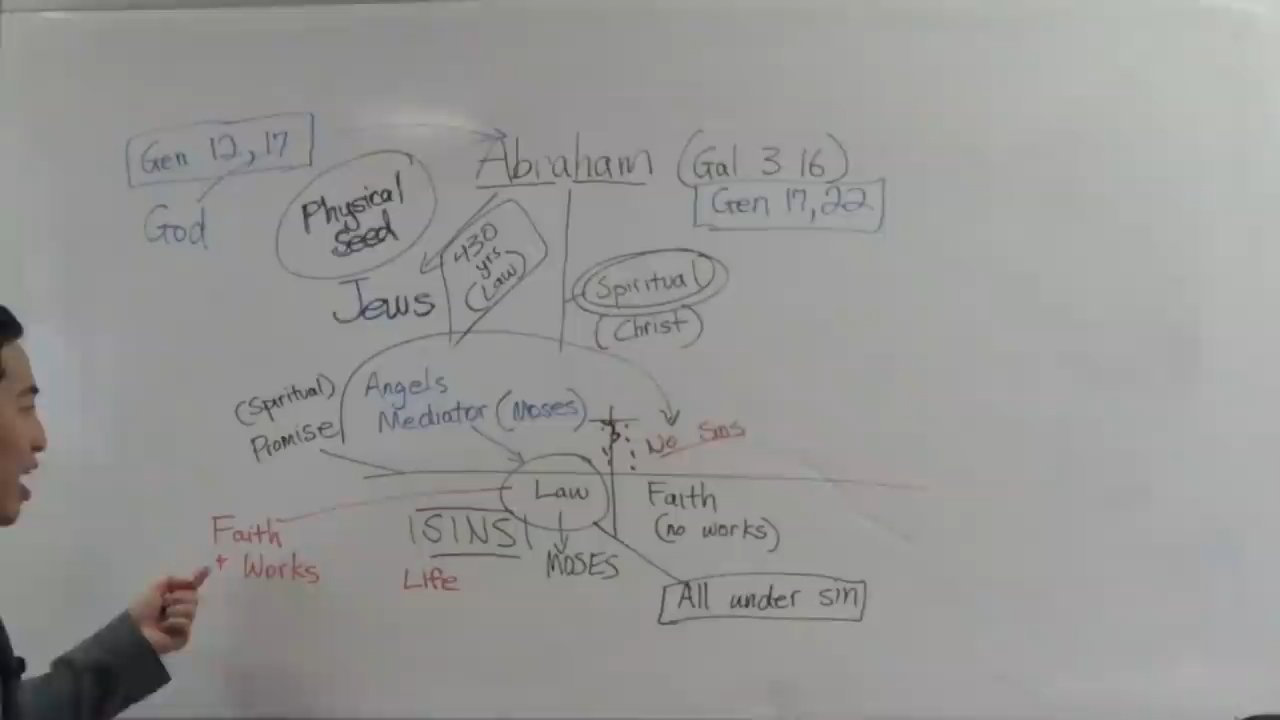 Gen 12, 17
God
Abraham
(Gal 3 16)
Gen 17, 22
Physical
Seed
Jews
430
yrs
(Law)
(Spiritual)
(Christ)
(Spiritual)
Promise
Angels
Mediator (Moses)
No Sins
Law
Faith
(no works)
Faith
+ Works
SINS
Life
MOSES
All under sin